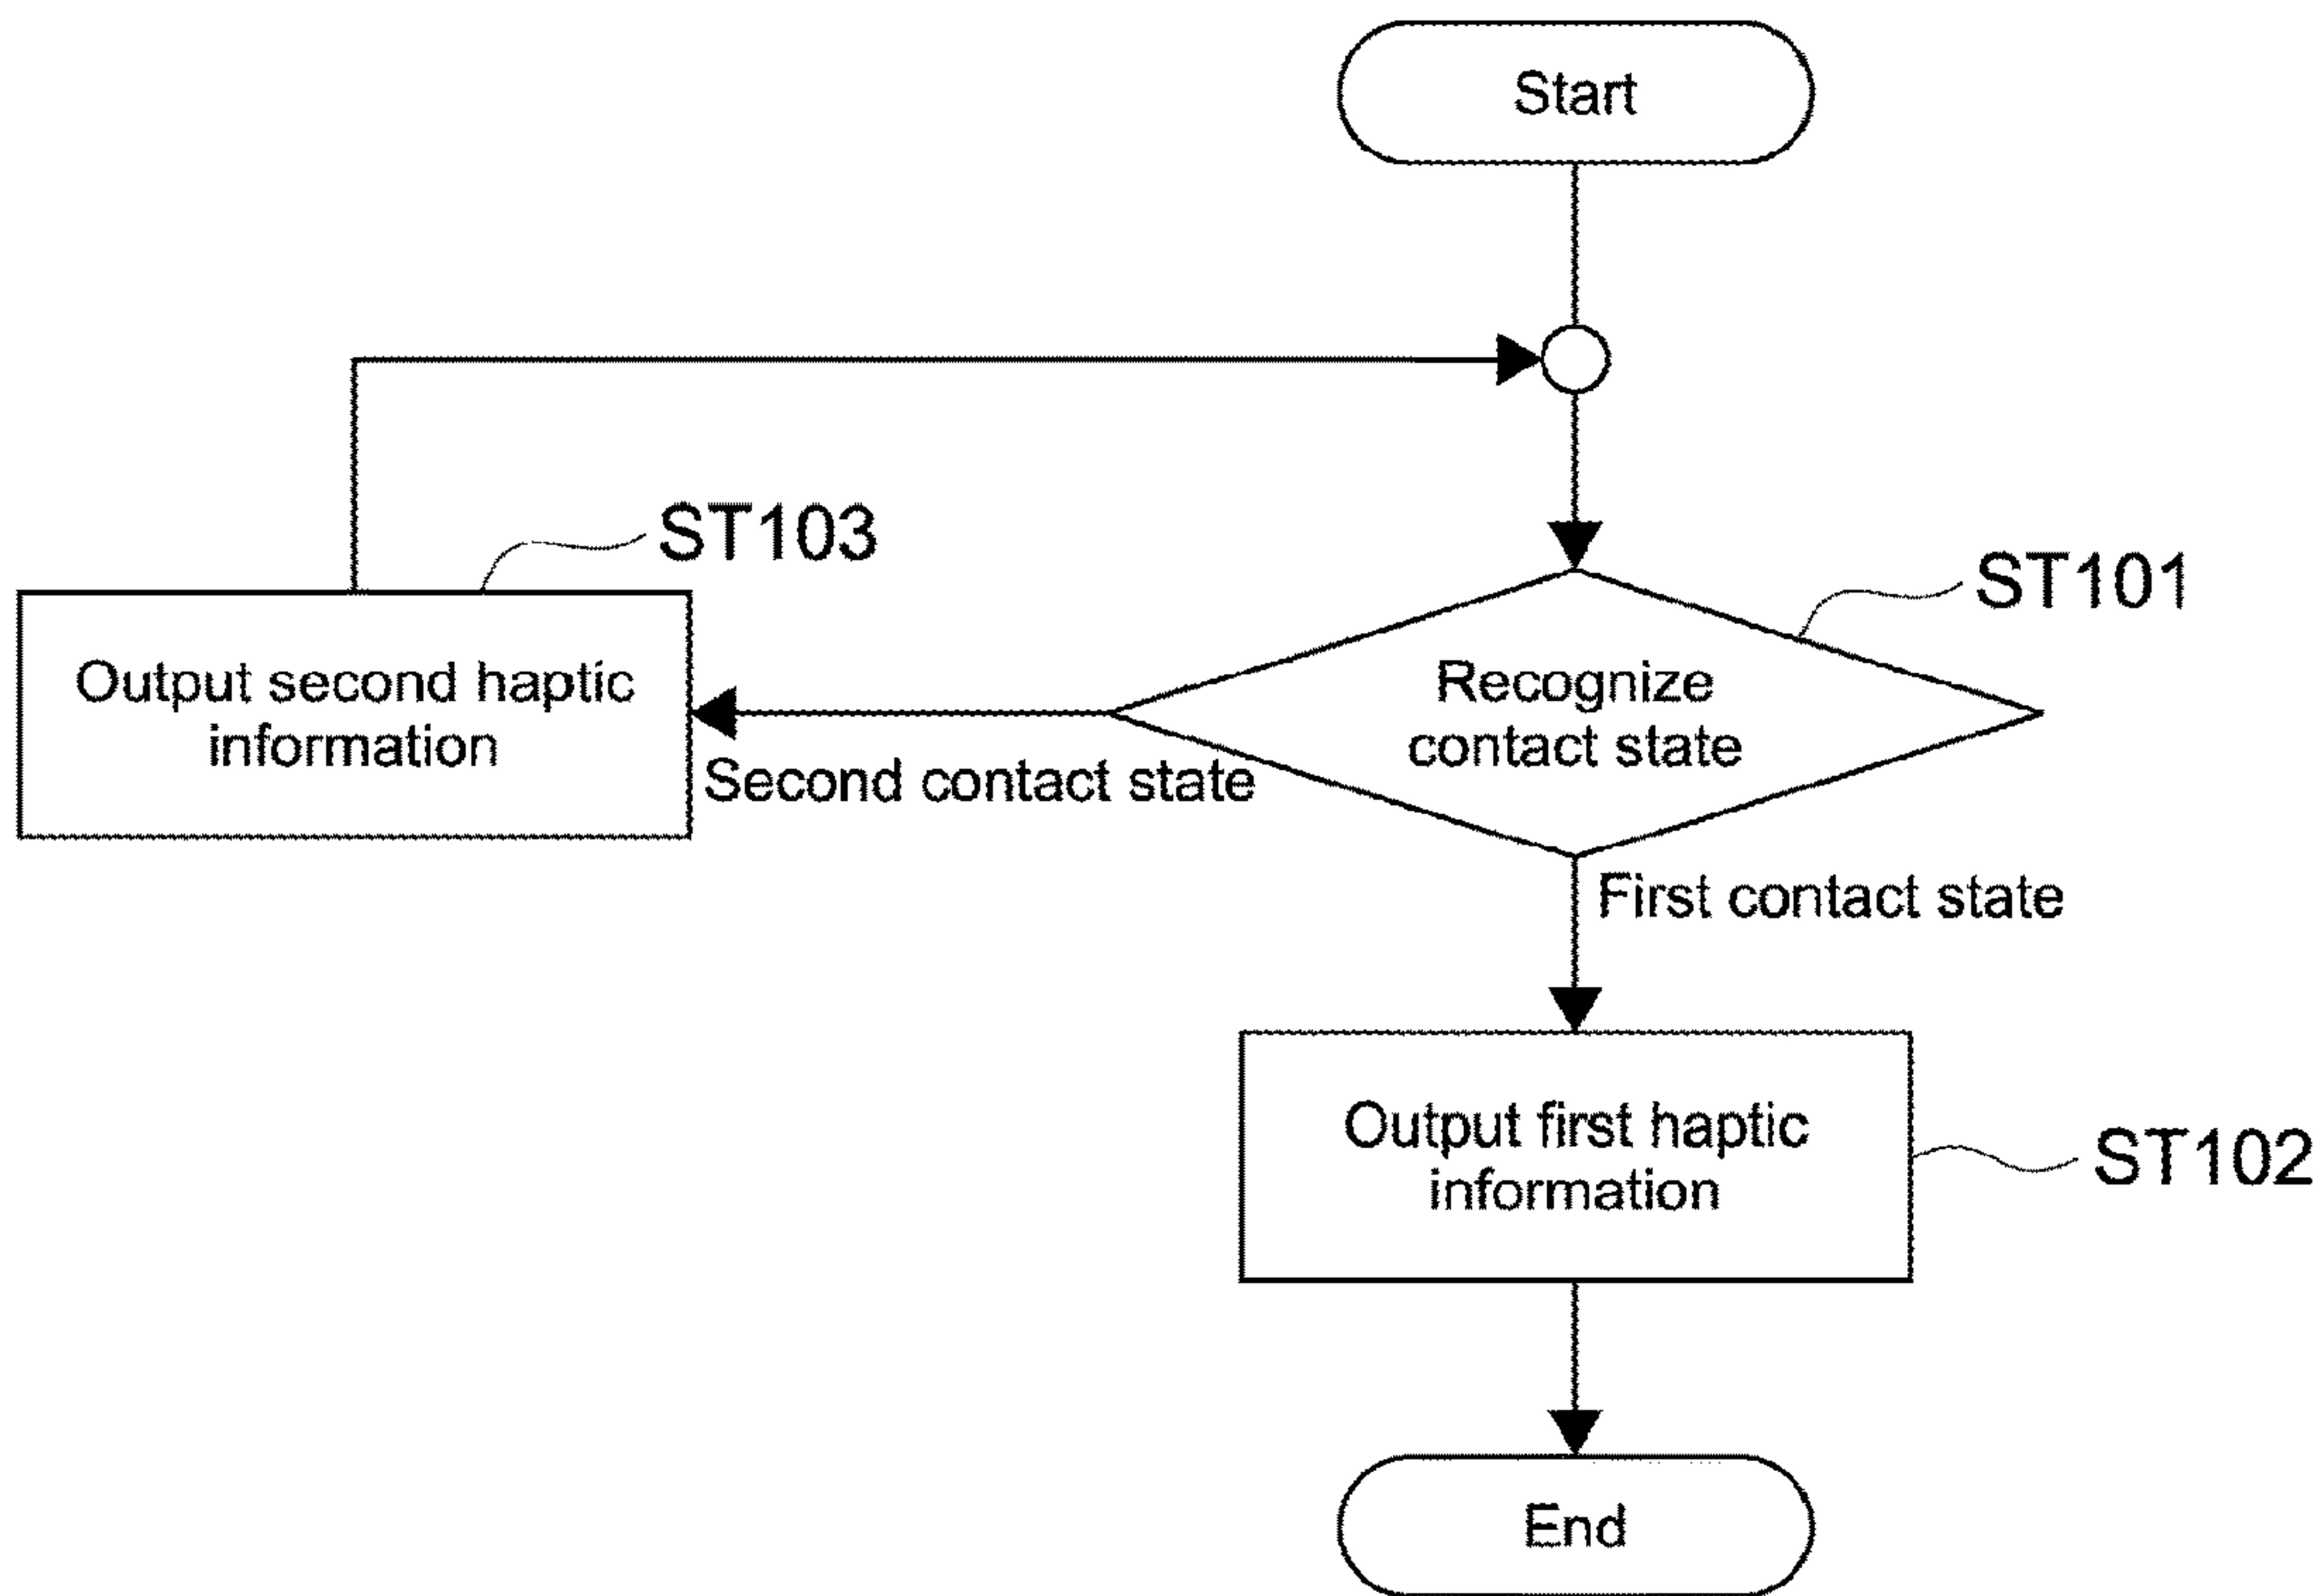 Start
ST103
ST101
Output second haptic
information
Recognize
contact state
Second contact state
First contact state
Output first haptic
information
ST102
End